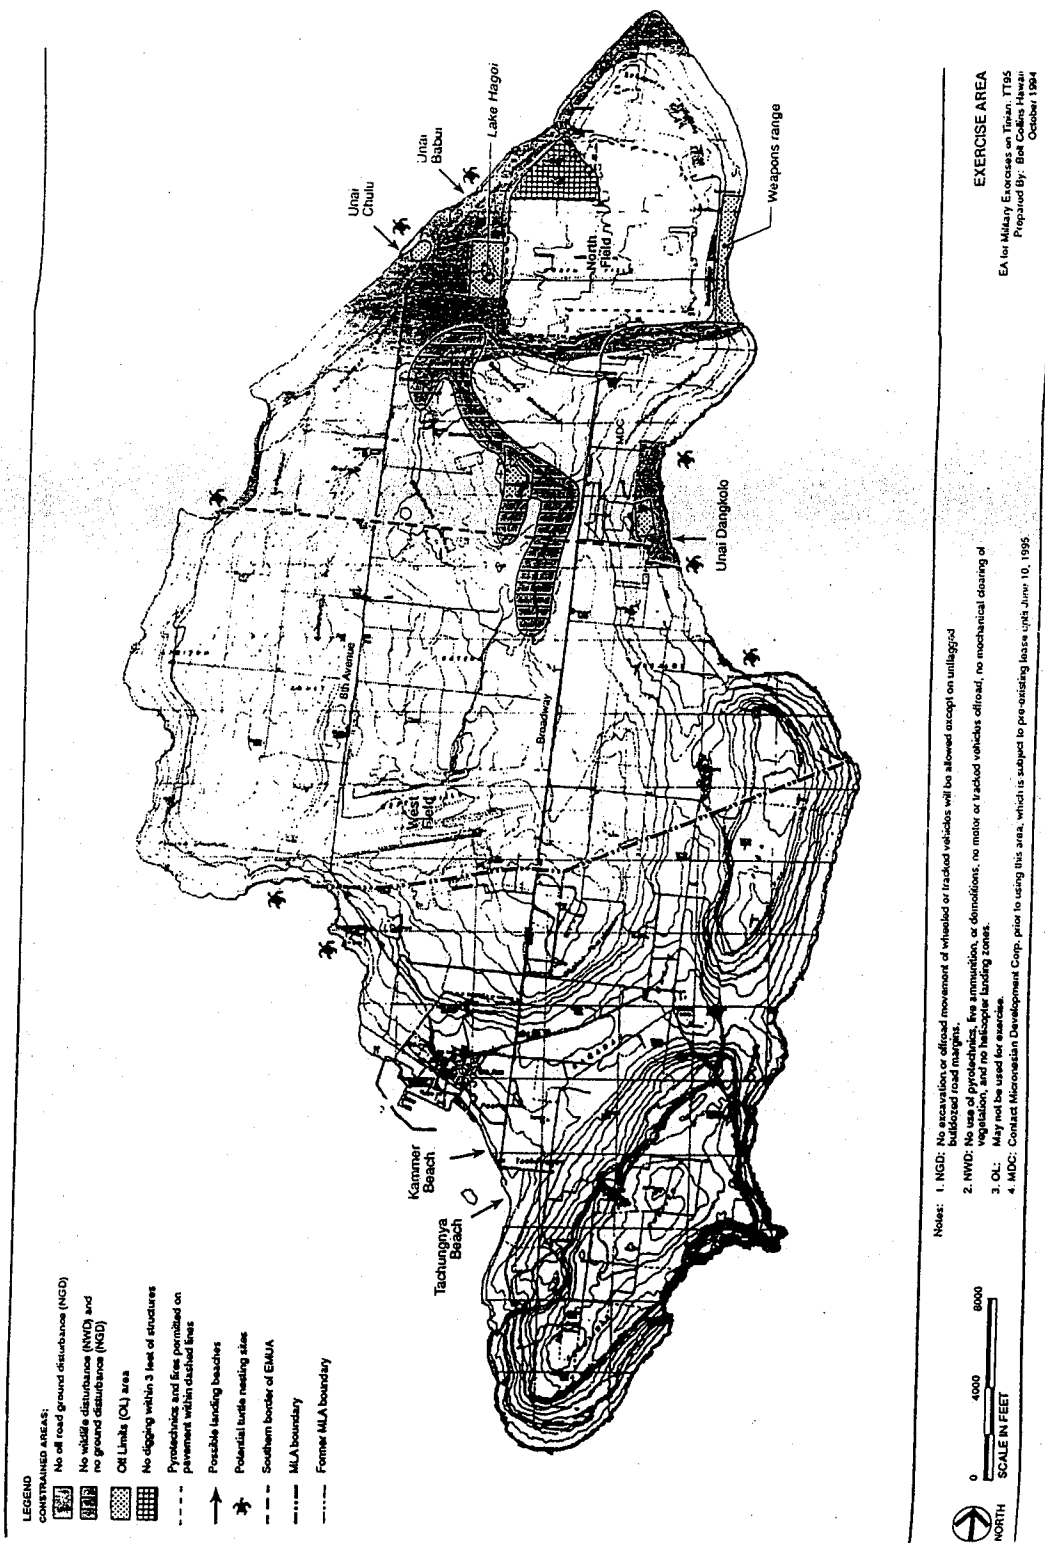 LEGEND
CONSTRAINED AREAS:
No off road ground disturbance (NGD)
No wildlife disturbance (NWD) and
no ground disturbance (NGD)
Off Limits (OL) area
No digging within 3 feet of structures
Pyrotechnics and fires permitted on
pavement within dashed lines
Possible landing beaches
Potential turtle nesting sites
Southern border of EMUA
MLA boundary
Former MLA boundary
Tachungnya
Beach
Kammer
Beach
Unai
Chulu
Unai
Babui
Lake Hagoi
North
Field
West
Field
8th Avenue
Broadway
MDC
Unai Dangkolo
Weapons range
NORTH
0 4000 8000
SCALE IN FEET
Notes: 1. NGD: No excavation or offroad movement of wheeled or tracked vehicles will be allowed except on unflagged
bulldozed road margins.
2. NWD: No use of pyrotechnics, live ammunition, or demolitions, no motor or tracked vehicles offroad, no mechanical clearing of
vegetation, and no helicopter landing zones.
3. OL: May not be used for exercise.
4. MDC: Contact Micronesian Development Corp. prior to using this area, which is subject to pre-existing lease until June 10, 1995.
EXERCISE AREA
EA for Military Exercises on Tinian: TT95
Prepared By: Belt Collins Hawaii
October 1994